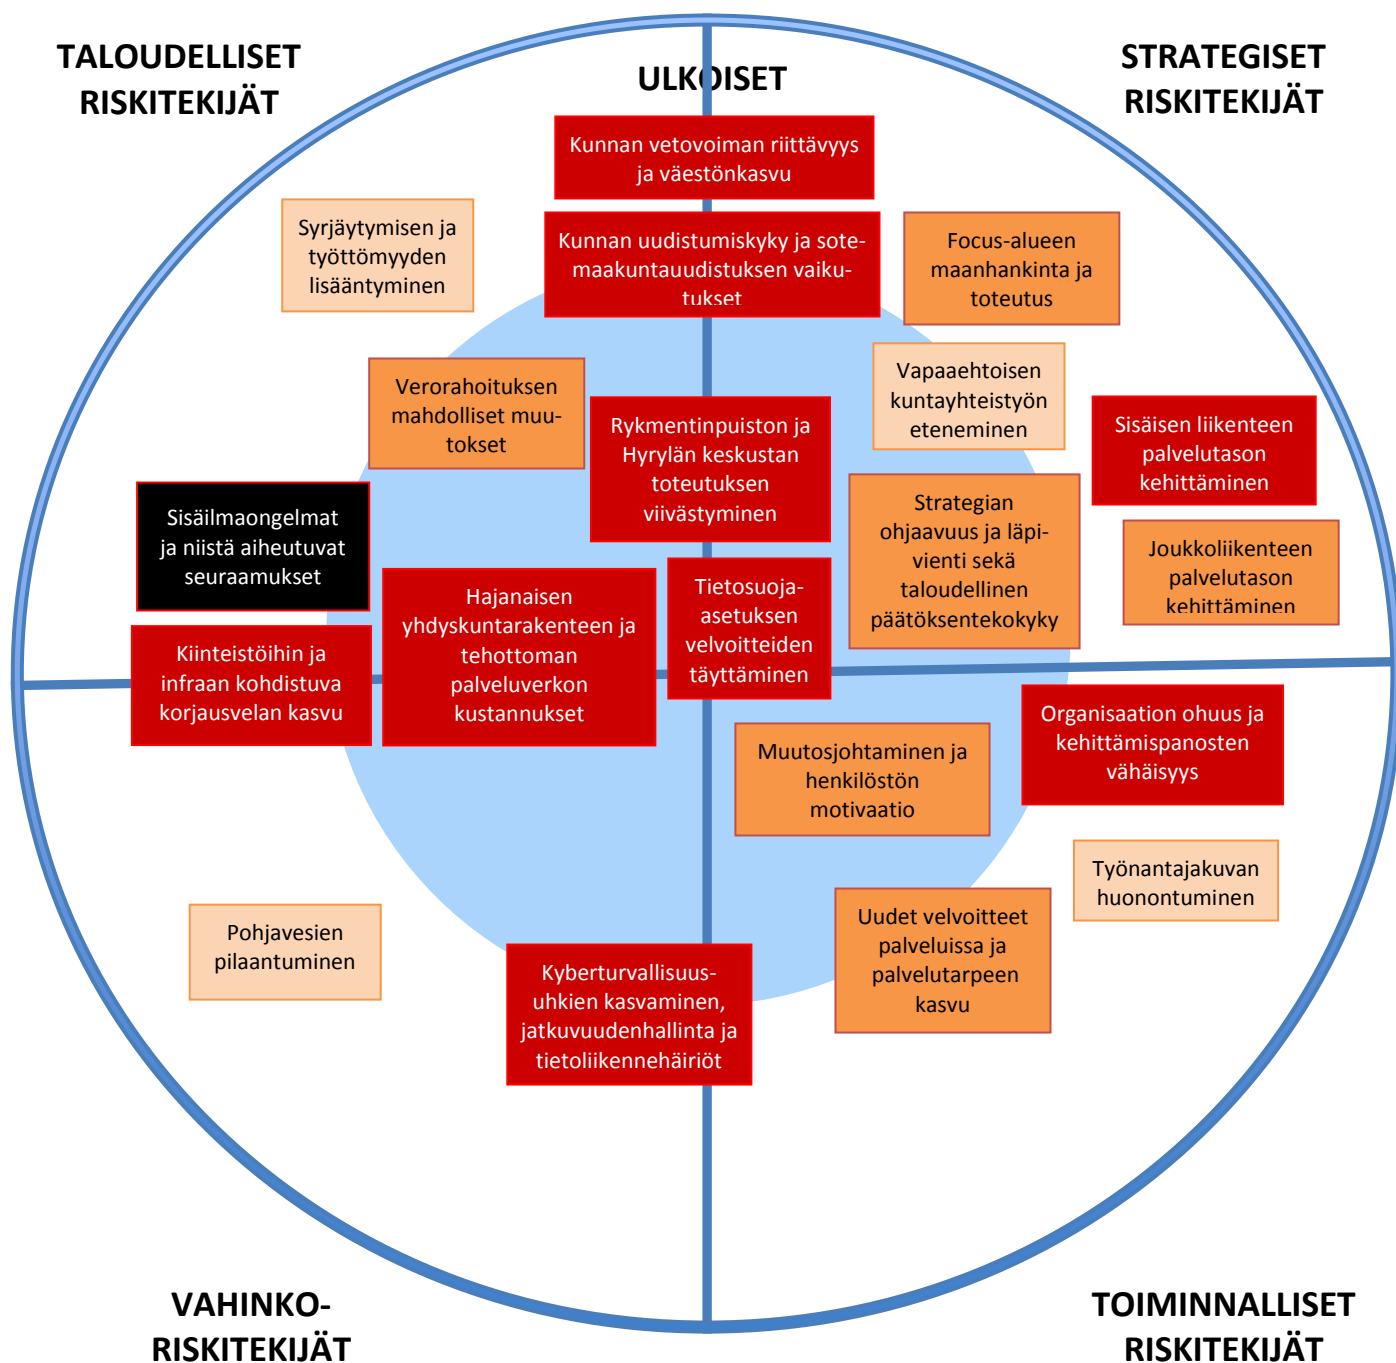 TALOUDELLISET
RISKITEKIJÄT
ULKOISET
STRATEGISET
RISKITEKIJÄT
Kunnan vetovoiman riittävyys
ja väestönkasvu
Syrjäytymisen ja
työttömyyden
lisääntyminen
Kunnan uudistumiskyky ja sote-
maakuntauudistuksen vaiku-
tukset
Focus-alueen
maanhankinta ja
toteutus
Verorahoituksen
mahdolliset muu-
tokset
Vapaaehtoisen
kuntayhteistyön
eteneminen
Rykmentinpuiston ja
Hyrylän keskustan
toteutuksen
viivästyminen
Sisäisen liikenteen
palvelutason
kehittäminen
Sisäilmaongelmat
ja niistä aiheutuvat
seuraamukset
Strategian
ohjaavuus ja läpi-
vienti sekä
taloudellinen
päätöksentekokyky
Joukkoliikenteen
palvelutason
kehittäminen
Hajanaisen
yhdyskuntarakenteen ja
tehottoman
palveluverkon
kustannukset
Tietosuoja-
asetuksen
velvoitteiden
täyttäminen
Kiinteistöihin ja
infraan kohdistuva
korjausvelan kasvu
Organisaation ohuus ja
kehittämispanosten
vähäisyys
Muutosjohtaminen ja
henkilöstön
motivaatio
Työnantajakuvan
huonontuminen
Pohjavesien
pilaantuminen
Uudet velvoitteet
palveluissa ja
palvelutarpeen
kasvu
Kyberturvallisuus-
uhkien kasvaminen,
jatkuvuudenhallinta ja
tietoliikennehäiriöt
VAHINKO-
RISKITEKIJÄT
TOIMINNALLISET
RISKITEKIJÄT